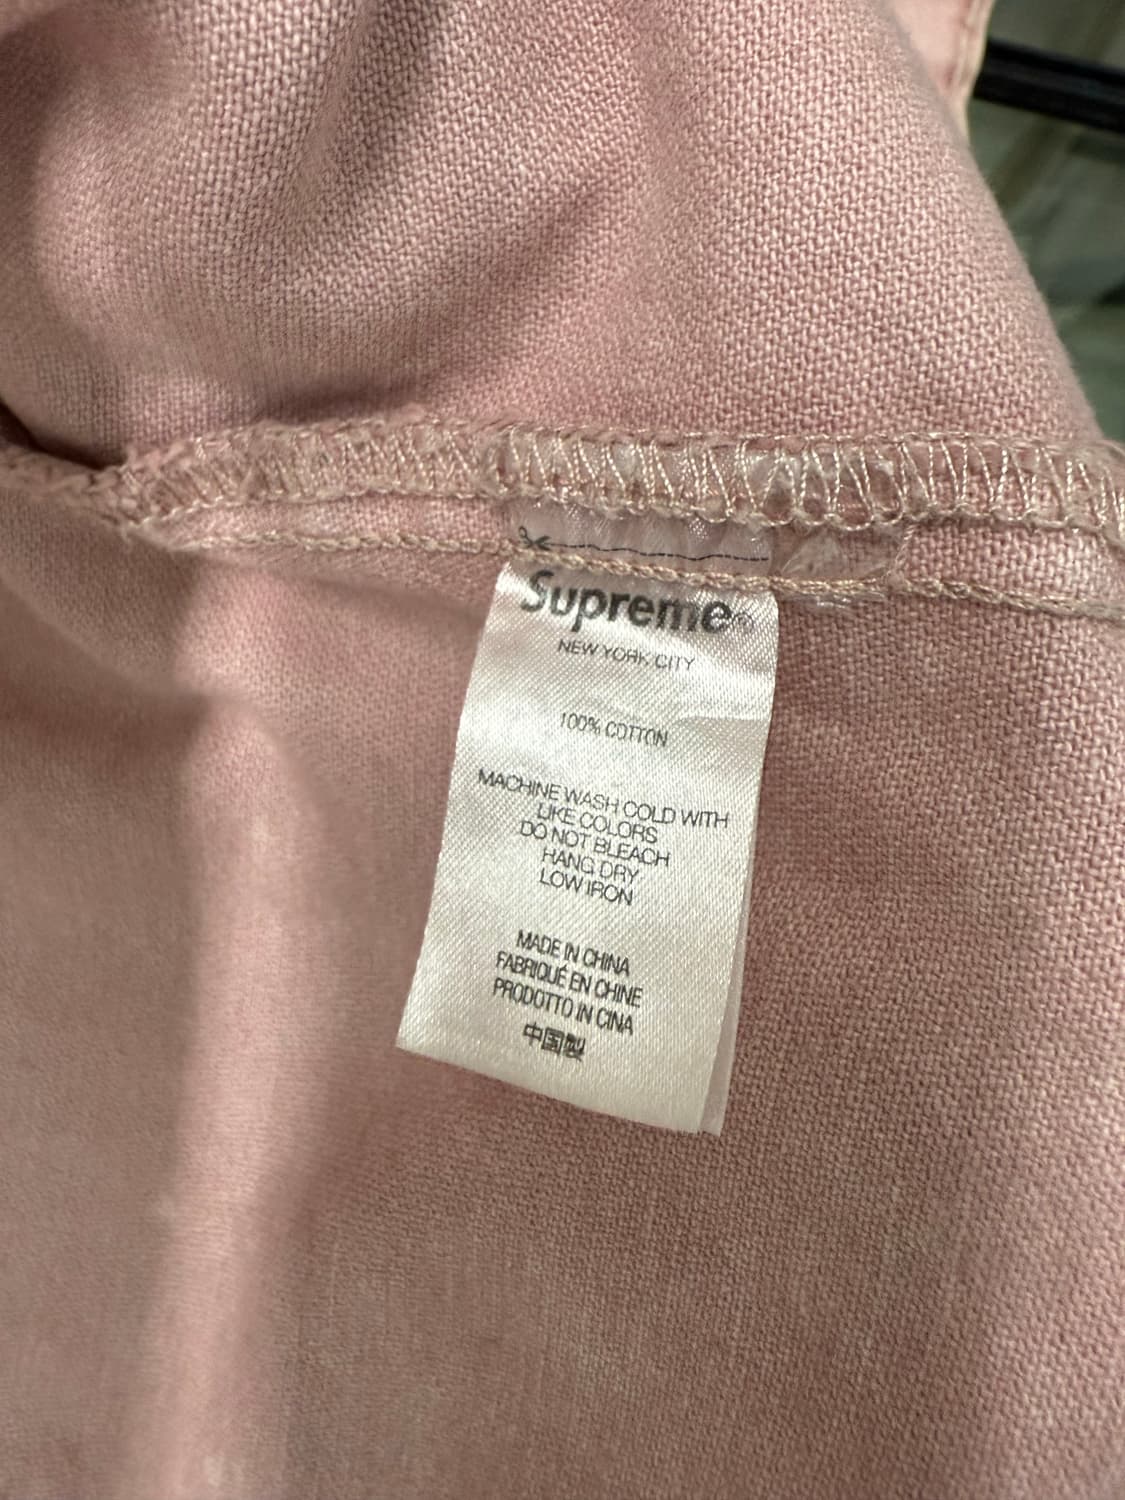 Supreme®
NEW YORK CITY
100% COTTON
MACHINE WASH COLD WITH
LIKE COLORS
DO NOT BLEACH
HANG DRY
LOW IRON
MADE IN CHINA
FABRIQUÉ EN CHINE
PRODOTTO IN CINA
中国製